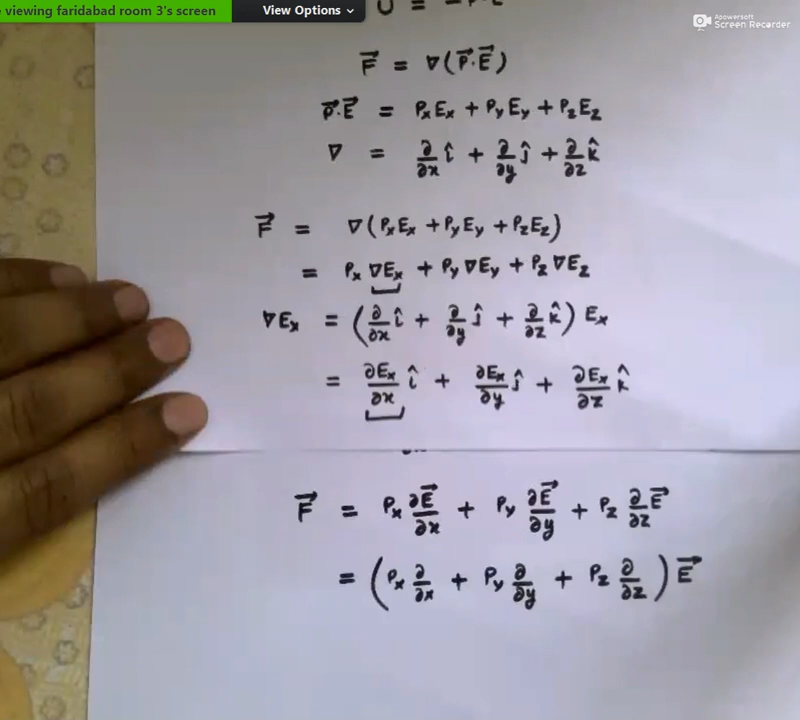 viewing faridabad room 3's screen
View Options
Apowersoft
Screen Recorder
U = -
F⃗ = ∇(P⃗.E⃗)
P⃗.E⃗ = PxEx + PyEy + PzEz
∇ = ∂/∂x î + ∂/∂y ĵ + ∂/∂z k̂
F⃗ = ∇(PxEx + PyEy + PzEz)
= Px ∇Ex + Py ∇Ey + Pz ∇Ez
∇Ex = (∂/∂x î + ∂/∂y ĵ + ∂/∂z k̂) Ex
= ∂Ex/∂x î + ∂Ex/∂y ĵ + ∂Ex/∂z k̂
F⃗ = Px ∂E⃗/∂x + Py ∂E⃗/∂y + Pz ∂/∂z E⃗
= (Px ∂/∂x + Py ∂/∂y + Pz ∂/∂z) E⃗